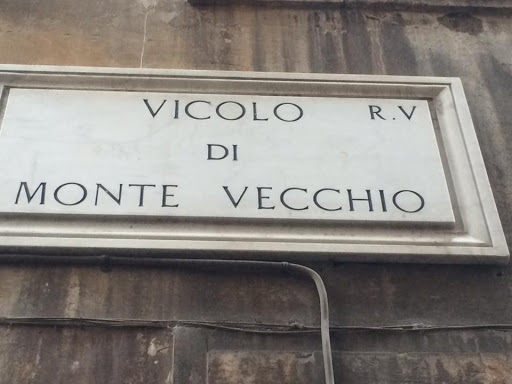 VICOLO R.V
DI
MONTE VECCHIO